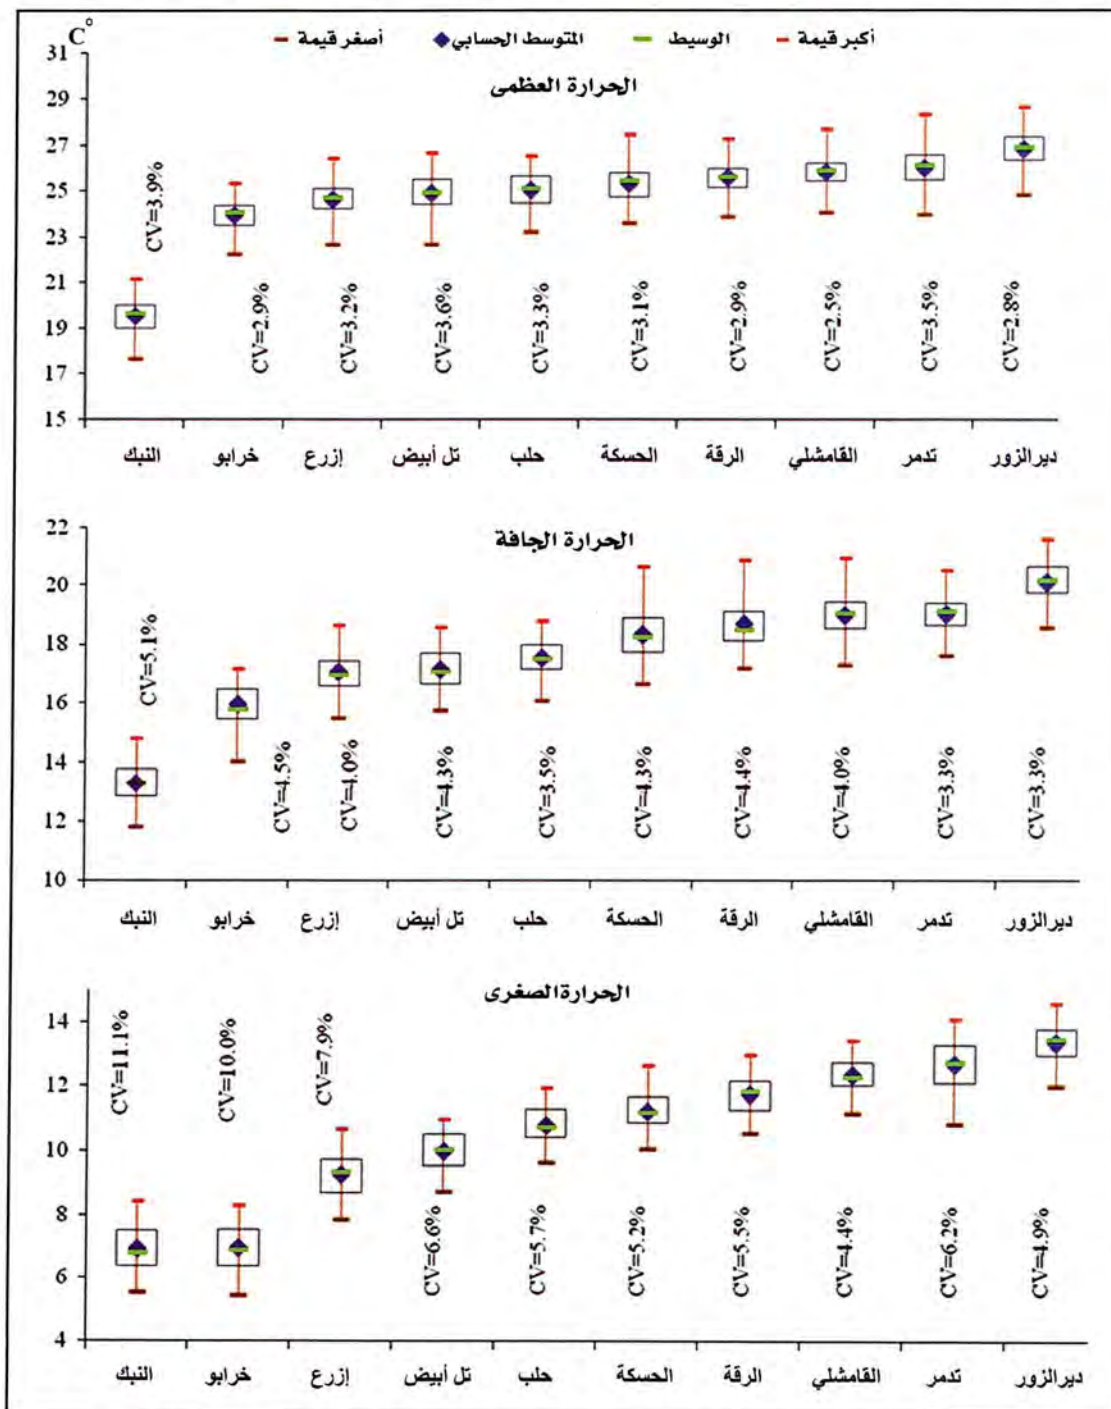 C°
أصغر قيمة المتوسط الحسابي الوسيط أكبر قيمة
الحرارة العظمى
31
29
27
25
23
21
19
17
15
CV=3.9% CV=2.9% CV=3.2% CV=3.6% CV=3.3% CV=3.1% CV=2.9% CV=2.5% CV=3.5% CV=2.8%
النبك خرابو إزرع تل أبيض حلب الحسكة الرقة القامشلي تدمر ديرالزور
الحرارة الجافة
22
20
18
16
14
12
10
CV=5.1% CV=4.5% CV=4.0% CV=4.3% CV=3.5% CV=4.3% CV=4.4% CV=4.0% CV=3.3% CV=3.3%
النبك خرابو إزرع تل أبيض حلب الحسكة الرقة القامشلي تدمر ديرالزور
الحرارة الصغرى
14
12
10
8
6
4
CV=11.1% CV=10.0% CV=7.9% CV=6.6% CV=5.7% CV=5.2% CV=5.5% CV=4.4% CV=6.2% CV=4.9%
النبك خرابو إزرع تل أبيض حلب الحسكة الرقة القامشلي تدمر ديرالزور